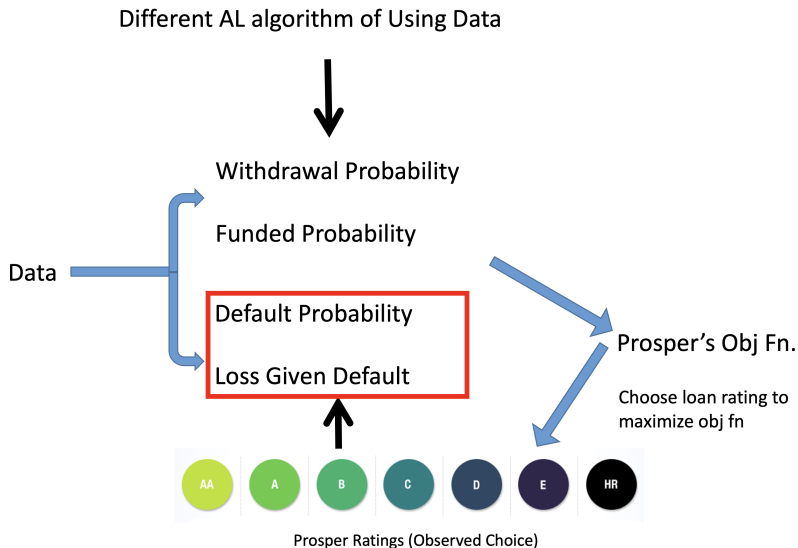 Different AL algorithm of Using Data
Withdrawal Probability
Funded Probability
Data
Default Probability
Loss Given Default
Prosper's Obj Fn.
Choose loan rating to
maximize obj fn
AA A B C D E HR
Prosper Ratings (Observed Choice)